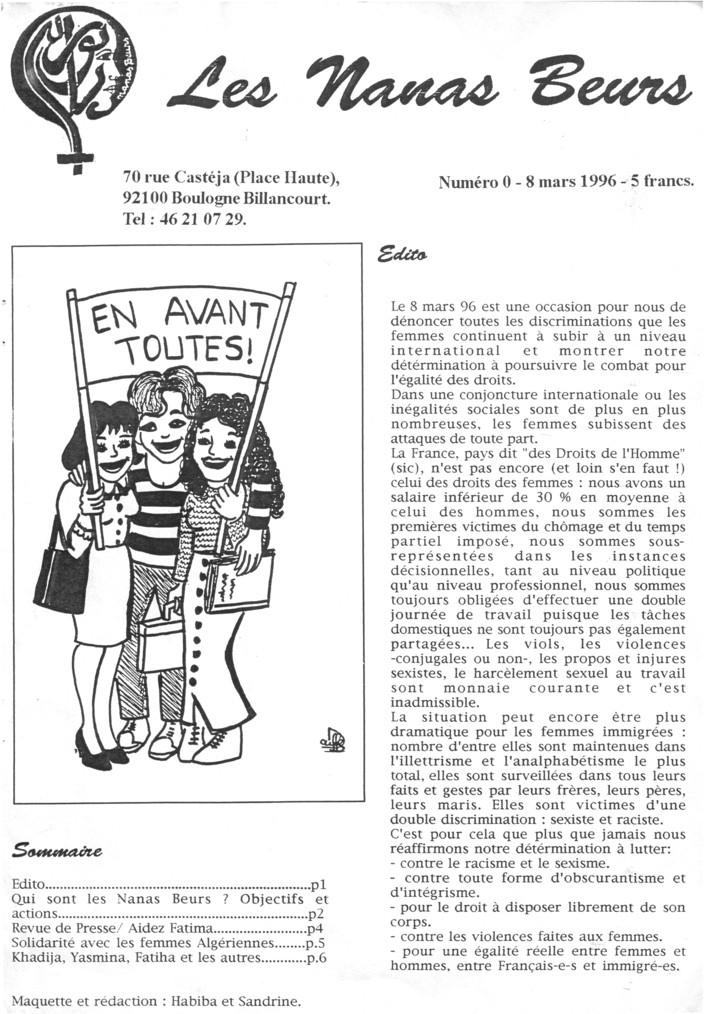 nanas Beurs
Les Nanas Beurs
70 rue Castéja (Place Haute),
92100 Boulogne Billancourt.
Tel : 46 21 07 29.
Numéro 0 - 8 mars 1996 - 5 francs.
EN AVANT
TOUTES!
Sommaire
Edito..................................................................p1
Qui sont les Nanas Beurs ? Objectifs et
actions..............................................................p2
Revue de Presse/ Aidez Fatima.......................p4
Solidarité avec les femmes Algériennes........p.5
Khadija, Yasmina, Fatiha et les autres...........p.6
Maquette et rédaction : Habiba et Sandrine.
Edito
Le 8 mars 96 est une occasion pour nous de
dénoncer toutes les discriminations que les
femmes continuent à subir à un niveau
international et montrer notre
détérmination à poursuivre le combat pour
l'égalité des droits.
Dans une conjoncture internationale ou les
inégalités sociales sont de plus en plus
nombreuses, les femmes subissent des
attaques de toute part.
La France, pays dit "des Droits de l'Homme"
(sic), n'est pas encore (et loin s'en faut !)
celui des droits des femmes : nous avons un
salaire inférieur de 30 % en moyenne à
celui des hommes, nous sommes les
premières victimes du chômage et du temps
partiel imposé, nous sommes sous-
représentées dans les instances
décisionnelles, tant au niveau politique
qu'au niveau professionnel, nous sommes
toujours obligées d'effectuer une double
journée de travail puisque les tâches
domestiques ne sont toujours pas également
partagées... Les viols, les violences
-conjugales ou non-, les propos et injures
sexistes, le harcèlement sexuel au travail
sont monnaie courante et c'est
inadmissible.
La situation peut encore être plus
dramatique pour les femmes immigrées :
nombre d'entre elles sont maintenues dans
l'illettrisme et l'analphabétisme le plus
total, elles sont surveillées dans tous leurs
faits et gestes par leurs frères, leurs pères,
leurs maris. Elles sont victimes d'une
double discrimination : sexiste et raciste.
C'est pour cela que plus que jamais nous
réaffirmons notre détérmination à lutter:
- contre le racisme et le sexisme.
- contre toute forme d'obscurantisme et
d'intégrisme.
- pour le droit à disposer librement de son
corps.
- contre les violences faites aux femmes.
- pour une égalité réelle entre femmes et
hommes, entre Français-e-s et immigré-es.